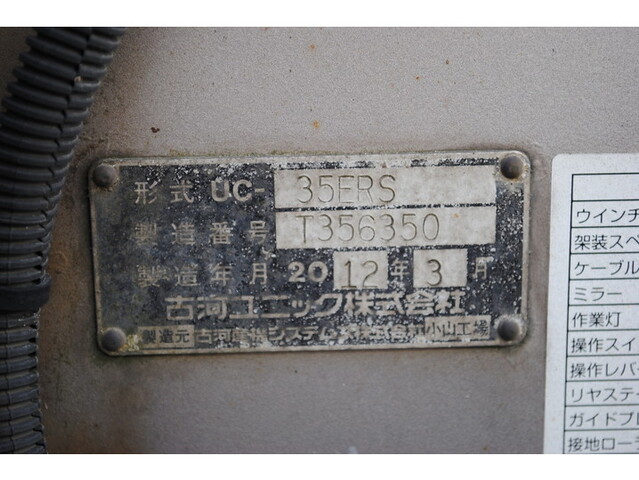 形式 UC- 35ERS
製造番号 T356350
製造年月 2012年3月
古河ユニック株式会社
製造元 システム 小山工場
ウインチ
架装スペ
ケーブル
ミラー
作業灯
操作スイ
操作レバ
リヤステ
ガイドブレ
接地ローラ